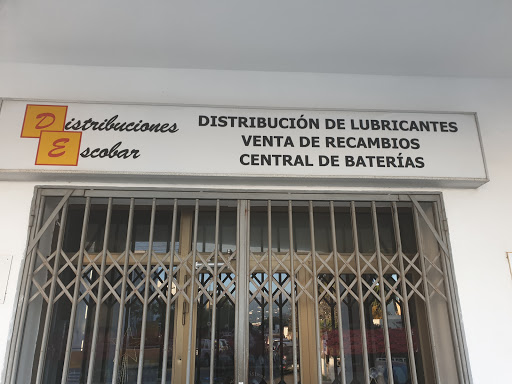 Distribuciones
Escobar
DISTRIBUCIÓN DE LUBRICANTES
VENTA DE RECAMBIOS
CENTRAL DE BATERÍAS